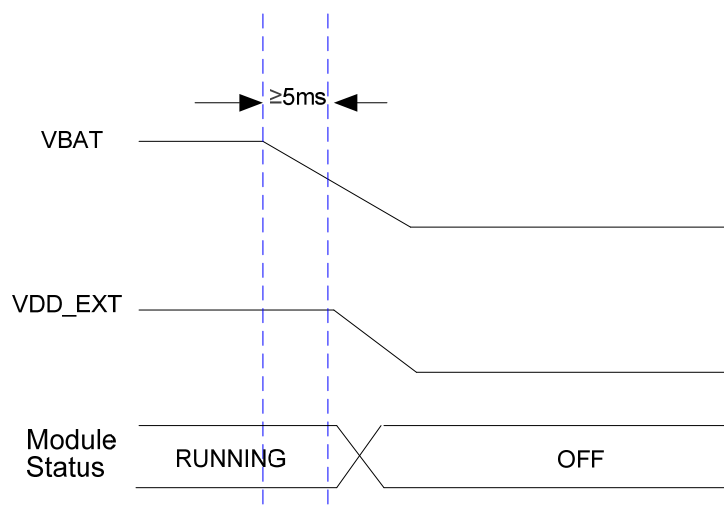 ≥5ms
VBAT
VDD_EXT
Module
Status
RUNNING
OFF